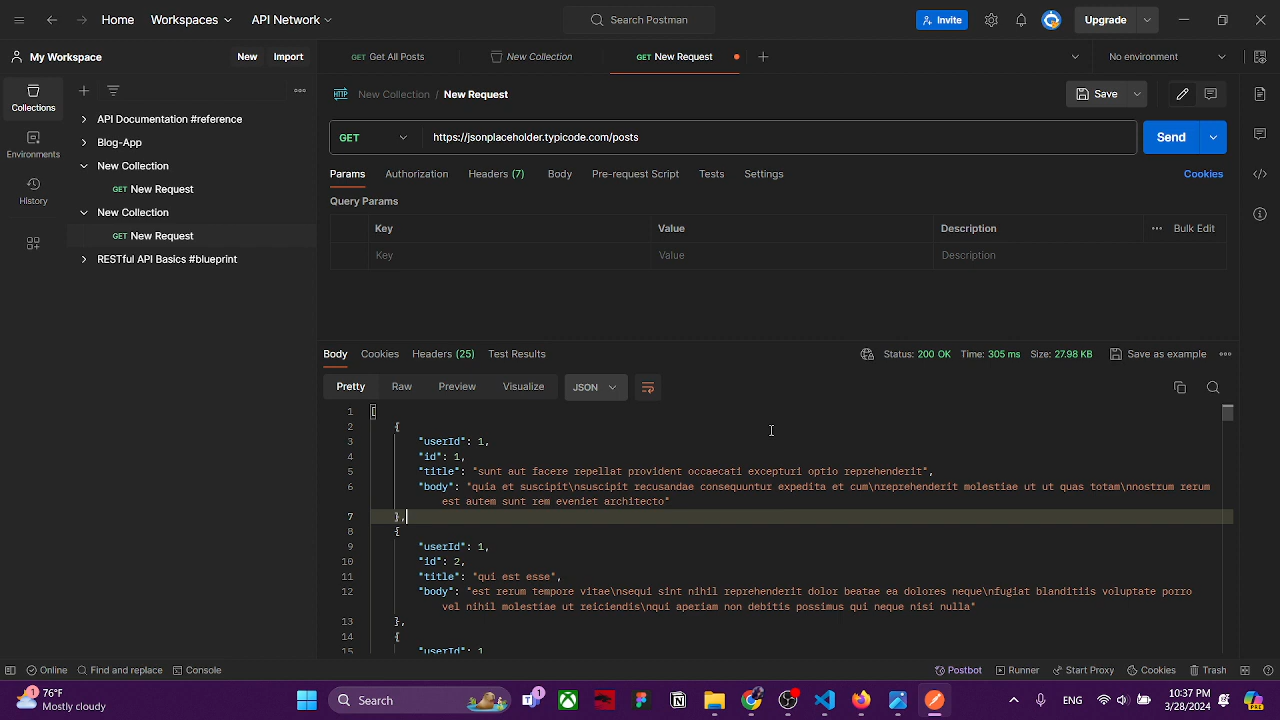 Home Workspaces API Network Search Postman Invite Upgrade
My Workspace New Import GET Get All Posts New Collection GET New Request No environment
Collections
Environments
History
API Documentation #reference
Blog-App
New Collection
GET New Request
New Collection
GET New Request
RESTful API Basics #blueprint
HTTP New Collection / New Request Save
GET https://jsonplaceholder.typicode.com/posts Send
Params Authorization Headers (7) Body Pre-request Script Tests Settings Cookies
Query Params
Key Value Description Bulk Edit
Key Value Description
Body Cookies Headers (25) Test Results Status: 200 OK Time: 305 ms Size: 27.98 KB Save as example
Pretty Raw Preview Visualize JSON
1 [
2 {
3 "userId": 1,
4 "id": 1,
5 "title": "sunt aut facere repellat provident occaecati excepturi optio reprehenderit",
6 "body": "quia et suscipit\nsuscipit recusandae consequuntur expedita et cum\nreprehenderit molestiae ut ut quas totam\nnostrum rerum
est autem sunt rem eveniet architecto"
7 },
8 {
9 "userId": 1,
10 "id": 2,
11 "title": "qui est esse",
12 "body": "est rerum tempore vitae\nsequi sint nihil reprehenderit dolor beatae ea dolores neque\nfugiat blanditiis voluptate porro
vel nihil molestiae ut reiciendis\nqui aperiam non debitis possimus qui neque nisi nulla"
13 },
14 {
15 "userId": 1
Online Find and replace Console Postbot Runner Start Proxy Cookies Trash
1 76°F
Mostly cloudy
Search
1
ENG
10:37 PM
3/28/2024